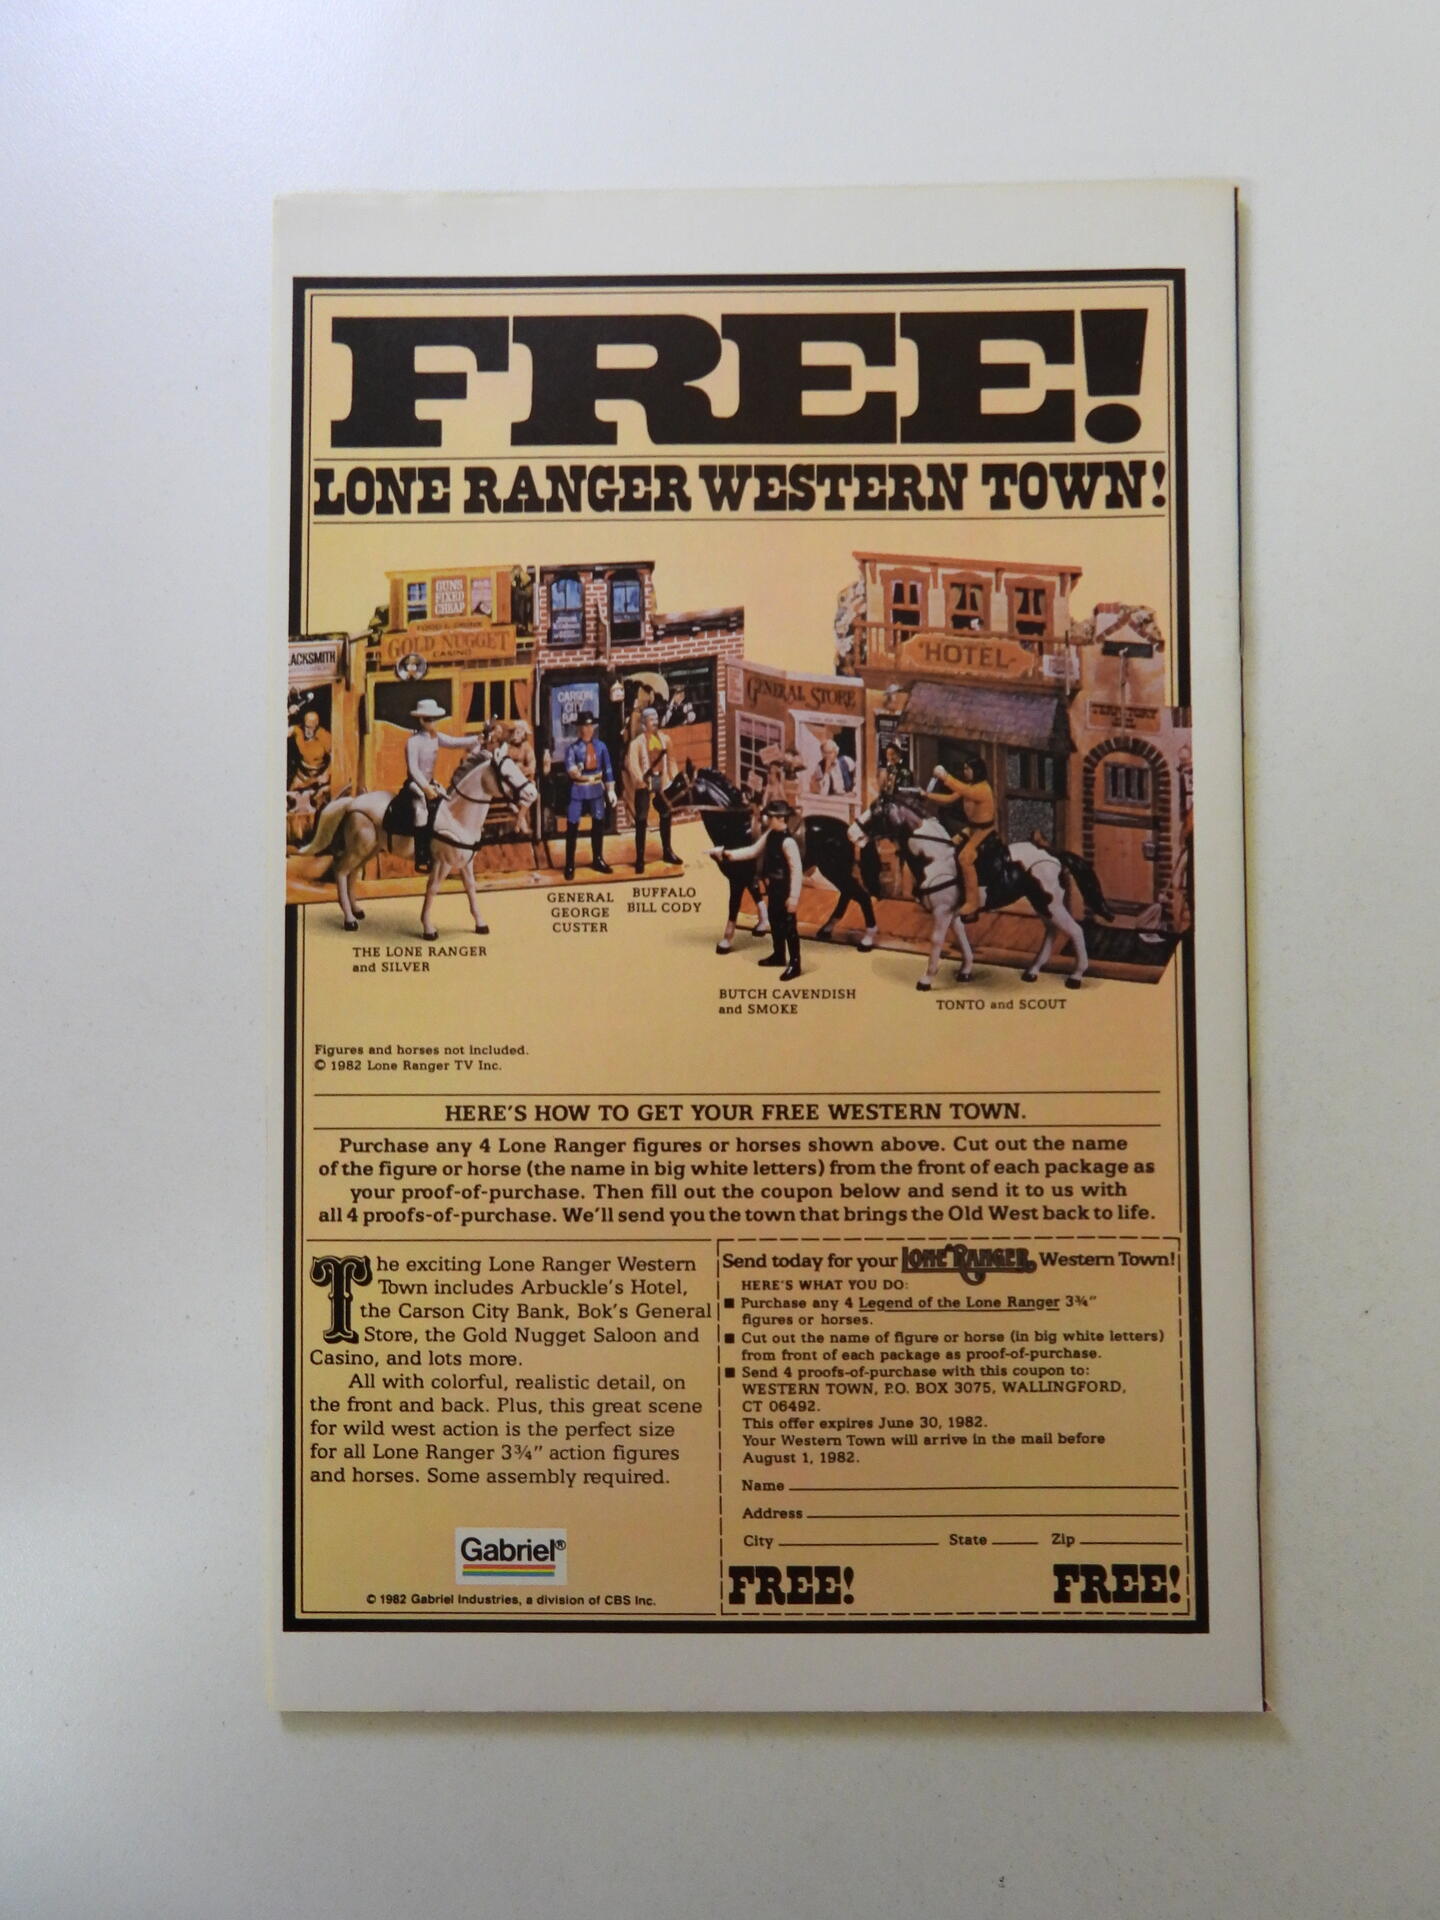 FREE!
LONE RANGER WESTERN TOWN!
GUNS
FIXED
CHEAP
GOLD NUGGET
CASINO
ACKSMITH
CARSON
CITY
GENERAL STORE
HOTEL
THE LONE RANGER
and SILVER
GENERAL
GEORGE
CUSTER
BUFFALO
BILL CODY
BUTCH CAVENDISH
and SMOKE
TONTO and SCOUT
Figures and horses not included.
© 1982 Lone Ranger TV Inc.
HERE'S HOW TO GET YOUR FREE WESTERN TOWN.
Purchase any 4 Lone Ranger figures or horses shown above. Cut out the name
of the figure or horse (the name in big white letters) from the front of each package as
your proof-of-purchase. Then fill out the coupon below and send it to us with
all 4 proofs-of-purchase. We'll send you the town that brings the Old West back to life.
The exciting Lone Ranger Western
Town includes Arbuckle's Hotel,
the Carson City Bank, Bok's General
Store, the Gold Nugget Saloon and
Casino, and lots more.
All with colorful, realistic detail, on
the front and back. Plus, this great scene
for wild west action is the perfect size
for all Lone Ranger 3¾" action figures
and horses. Some assembly required.
Gabriel®
© 1982 Gabriel Industries, a division of CBS Inc.
Send today for your LONE RANGER Western Town!
HERE'S WHAT YOU DO:
■ Purchase any 4 Legend of the Lone Ranger 3¾"
figures or horses.
■ Cut out the name of figure or horse (in big white letters)
from front of each package as proof-of-purchase.
■ Send 4 proofs-of-purchase with this coupon to:
WESTERN TOWN, P.O. BOX 3075, WALLINGFORD,
CT 06492.
This offer expires June 30, 1982.
Your Western Town will arrive in the mail before
August 1, 1982.
Name
Address
City State Zip
FREE! FREE!